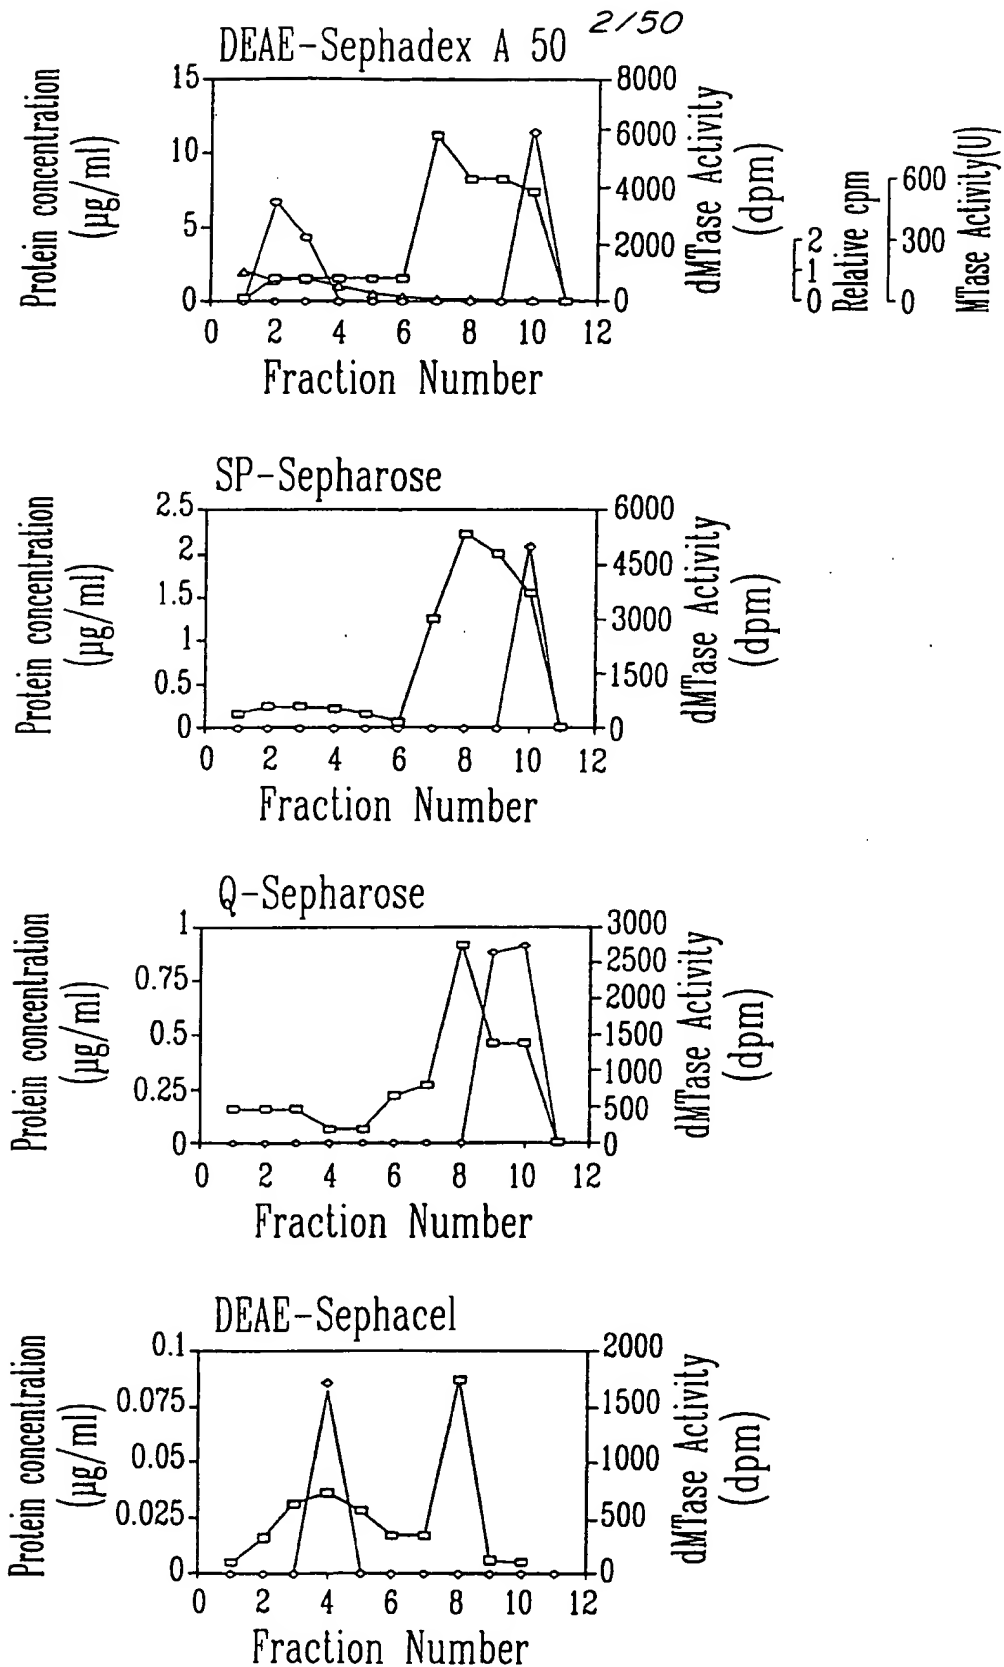 2/50
DEAE-Sephadex A 50
Protein concentration
(µg/ml)
15
10
5
0
8000
6000
4000
2000
0
dMTase Activity
(dpm)
2
1
0
Relative cpm
600
300
0
MTase Activity(U)
0 2 4 6 8 10 12
Fraction Number
SP-Sepharose
Protein concentration
(µg/ml)
2.5
2
1.5
1
0.5
0
6000
4500
3000
1500
0
dMTase Activity
(dpm)
0 2 4 6 8 10 12
Fraction Number
Q-Sepharose
Protein concentration
(µg/ml)
1
0.75
0.5
0.25
0
3000
2500
2000
1500
1000
500
0
dMTase Activity
(dpm)
0 2 4 6 8 10 12
Fraction Number
DEAE-Sephacel
Protein concentration
(µg/ml)
0.1
0.075
0.05
0.025
0
2000
1500
1000
500
0
dMTase Activity
(dpm)
0 2 4 6 8 10 12
Fraction Number